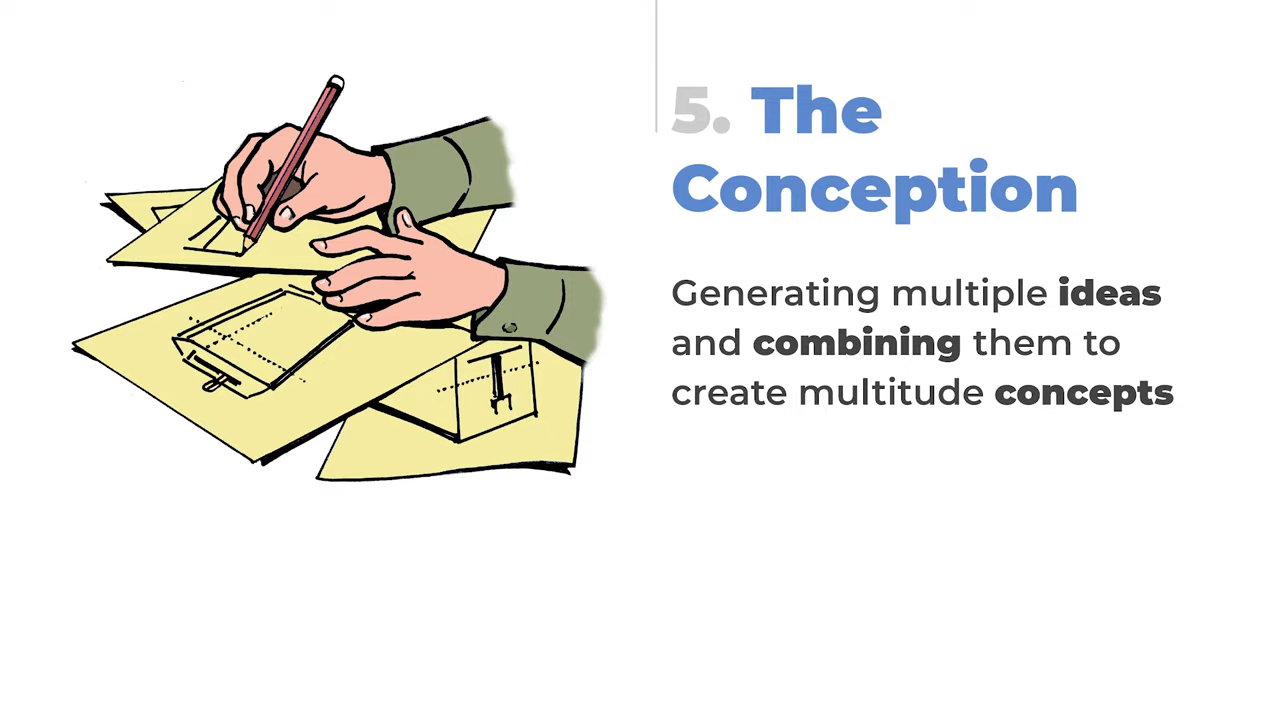 5. The
Conception
Generating multiple ideas
and combining them to
create multitude concepts